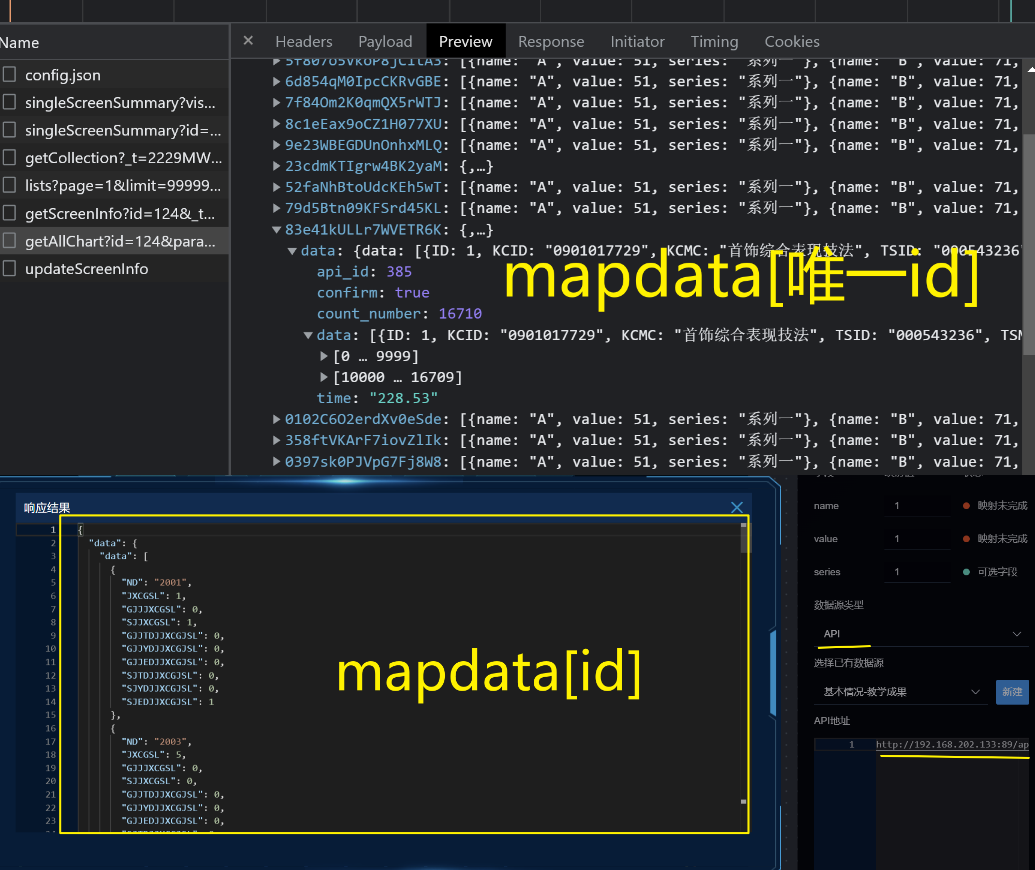 Name
config.json
singleScreenSummary?vis...
singleScreenSummary?id=...
getCollection?_t=2229MW...
lists?page=1&limit=99999...
getScreenInfo?id=124&_t...
getAllChart?id=124&para...
updateScreenInfo
× Headers Payload Preview Response Initiator Timing Cookies
6d854qM0IpcCKRvGBE: [{name: "A", value: 51, series: "系列一"}, {name: "B", value: 71,
7f84Om2K0qmQX5rWTJ: [{name: "A", value: 51, series: "系列一"}, {name: "B", value: 71,
8c1eEax9oCZ1H077XU: [{name: "A", value: 51, series: "系列一"}, {name: "B", value: 71,
9e23WBEGDUnOnhxMLQ: [{name: "A", value: 51, series: "系列一"}, {name: "B", value: 71,
23cdmKTIgrw4BK2yaM: {,…}
52faNhBtoUdcKEh5wT: [{name: "A", value: 51, series: "系列一"}, {name: "B", value: 71,
79d5Btn09KFSrd45KL: [{name: "A", value: 51, series: "系列一"}, {name: "B", value: 71,
83e41kULLr7WVETR6K: {,…}
data: {data: [{ID: 1, KCID: "0901017729", KCMC: "首饰综合表现技法", TSID: "000543236"
api_id: 385
confirm: true
count_number: 16710
data: [{ID: 1, KCID: "0901017729", KCMC: "首饰综合表现技法", TSID: "000543236", TSM
[0 … 9999]
[10000 … 16709]
time: "228.53"
0102C6O2erdXv0eSde: [{name: "A", value: 51, series: "系列一"}, {name: "B", value: 71,
358ftVKArF7iovZlIk: [{name: "A", value: 51, series: "系列一"}, {name: "B", value: 71,
0397sk0PJVpG7Fj8W8: [{name: "A", value: 51, series: "系列一"}, {name: "B", value: 71,
mapdata[唯一id]
响应结果
1 {
2 "data": {
3 "data": [
4 {
5 "ND": "2001",
6 "JXCGSL": 1,
7 "GJJJXCGSL": 0,
8 "SJJXCGSL": 1,
9 "GJJTDJJXCGJSL": 0,
10 "GJJYDJJXCGJSL": 0,
11 "GJJEDJJXCGJSL": 0,
12 "SJTDJJXCGJSL": 0,
13 "SJYDJJXCGJSL": 0,
14 "SJEDJJXCGJSL": 1
15 },
16 {
17 "ND": "2003",
18 "JXCGSL": 5,
19 "GJJJXCGSL": 0,
20 "SJJXCGSL": 0,
21 "GJJTDJJXCGJSL": 0,
22 "GJJYDJJXCGJSL": 0,
23 "GJJEDJJXCGJSL": 0,
mapdata[id]
name 1 映射未完成
value 1 映射未完成
series 1 可选字段
数据源类型
API
选择已有数据源
基本情况-教学成果 新建
API地址
1 http://192.168.202.133:89/ap